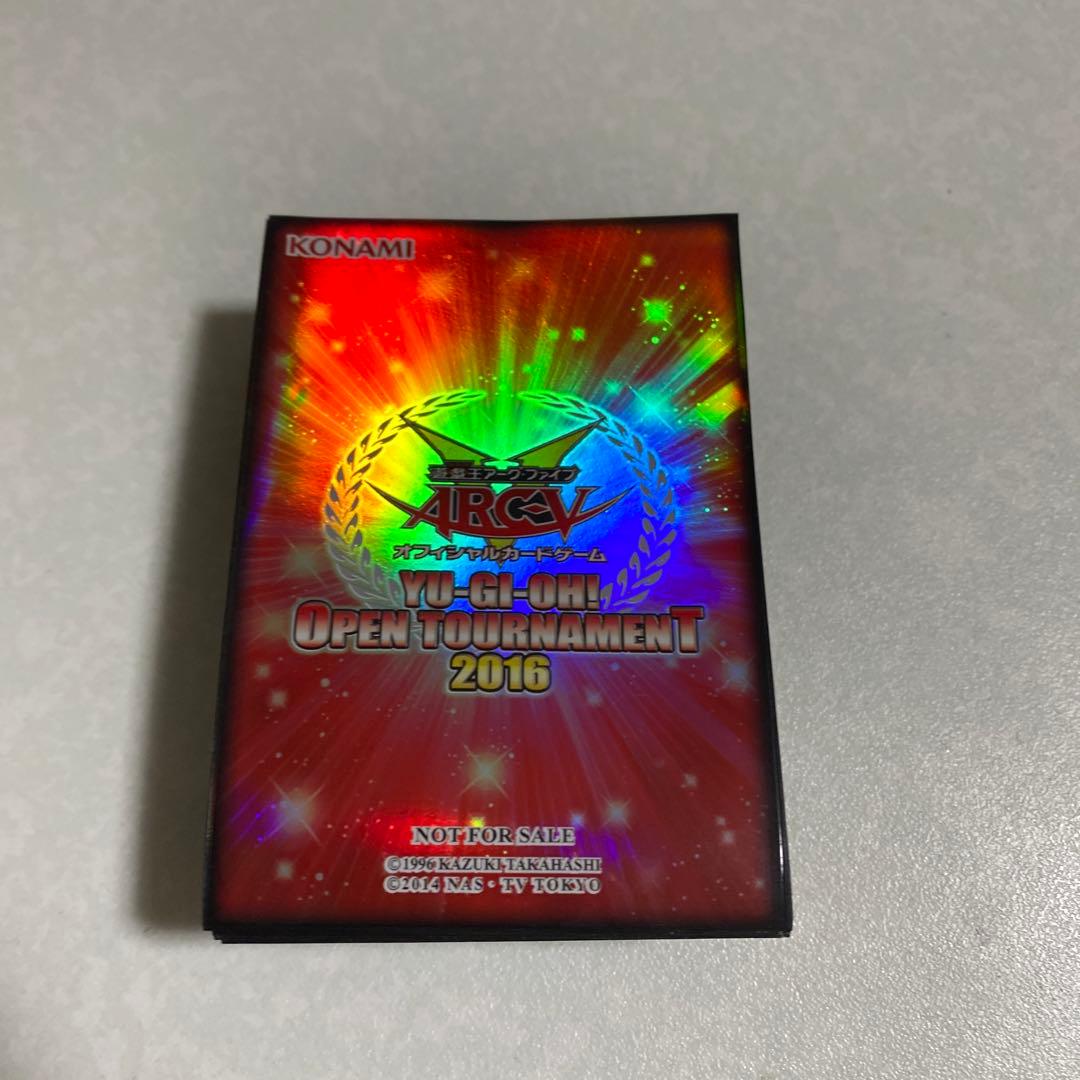 KONAMI
遊戯王アーク・ファイブ
ARC-V
オフィシャルカードゲーム
YU-GI-OH!
OPEN TOURNAMENT
2016
NOT FOR SALE
©1996 KAZUKI TAKAHASHI
©2014 NAS・TV TOKYO